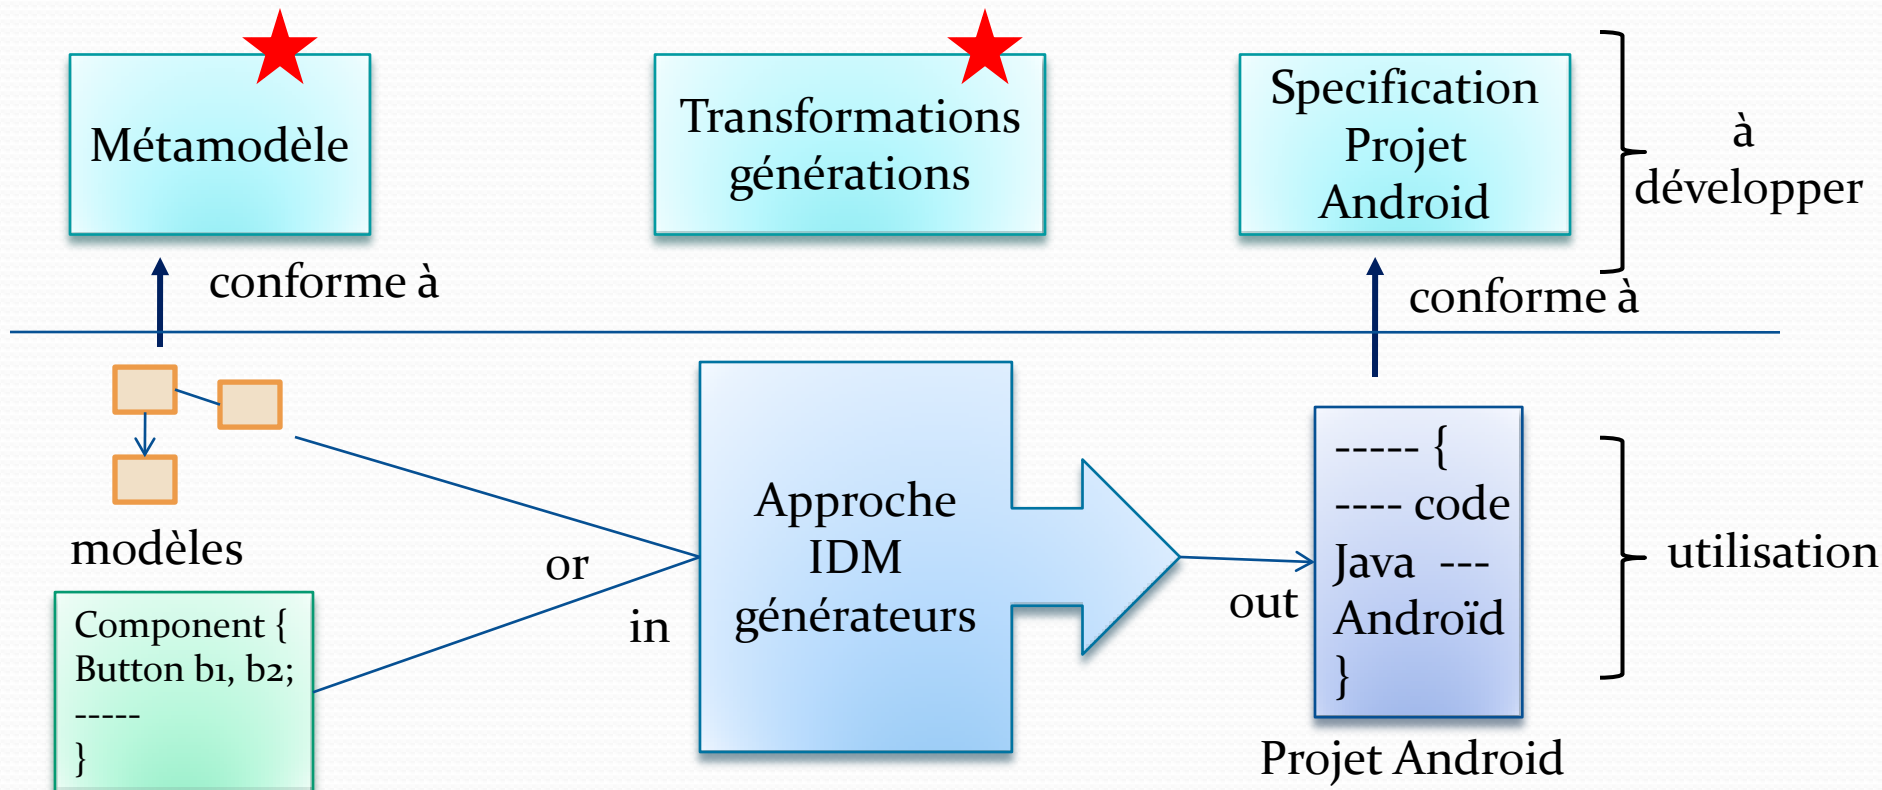 Métamodèle
Transformations
générations
Specification
Projet
Android
à
développer
conforme à
conforme à
modèles
Component {
Button b1, b2;
-----
}
or
in
Approche
IDM
générateurs
out
----- {
---- code
Java ---
Androïd
}
Projet Android
utilisation